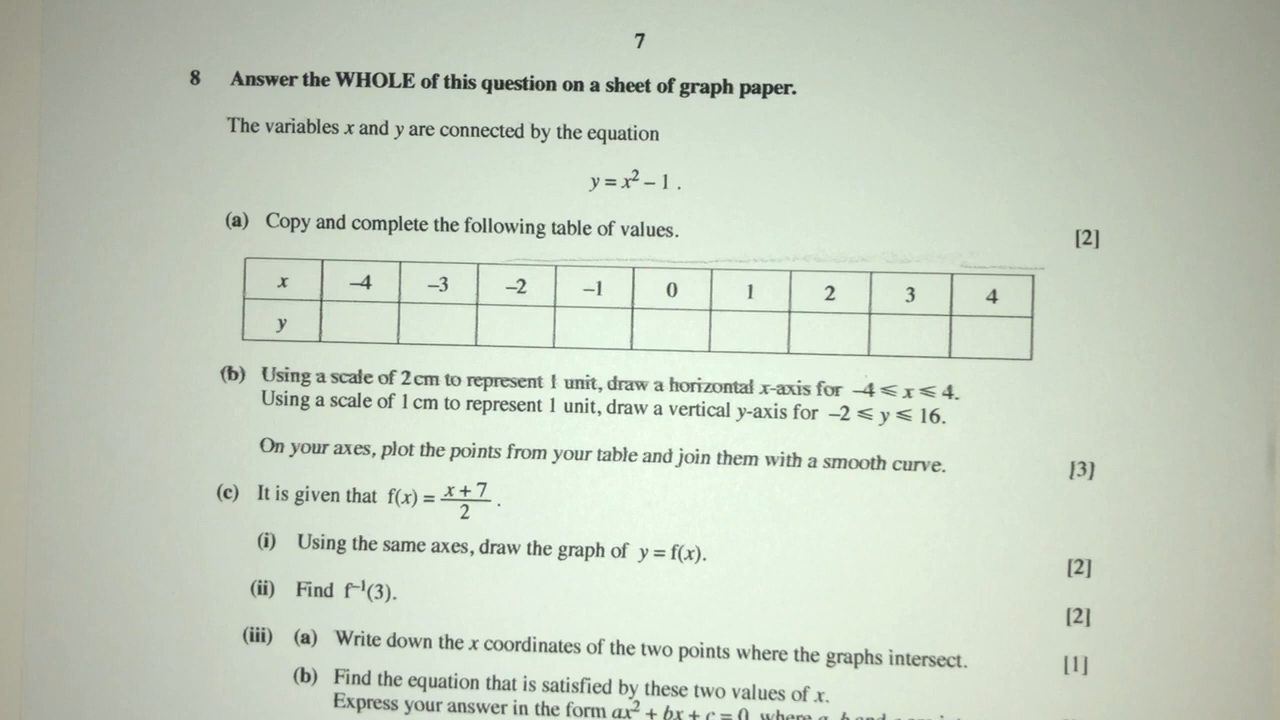 7
8 Answer the WHOLE of this question on a sheet of graph paper.
The variables x and y are connected by the equation
y = x² – 1 .
(a) Copy and complete the following table of values. [2]
x –4 –3 –2 –1 0 1 2 3 4
y
(b) Using a scale of 2 cm to represent 1 unit, draw a horizontal x-axis for –4 ⩽ x ⩽ 4.
Using a scale of 1 cm to represent 1 unit, draw a vertical y-axis for –2 ⩽ y ⩽ 16.
On your axes, plot the points from your table and join them with a smooth curve. [3]
(c) It is given that f(x) = (x + 7)/2 .
(i) Using the same axes, draw the graph of y = f(x). [2]
(ii) Find f⁻¹(3). [2]
(iii) (a) Write down the x coordinates of the two points where the graphs intersect. [1]
(b) Find the equation that is satisfied by these two values of x.
Express your answer in the form ax² + bx + c = 0, where a, b and